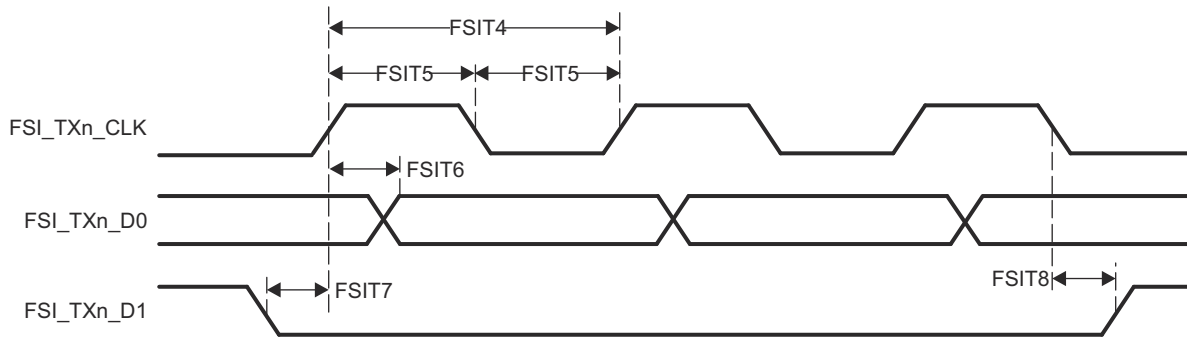 FSIT4
FSIT5 FSIT5
FSI_TXn_CLK
FSIT6
FSI_TXn_D0
FSIT8
FSIT7
FSI_TXn_D1